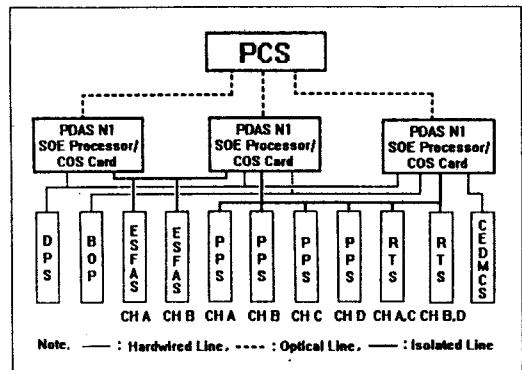 PCS
PDAS N1
SOE Processor/
COS Card
PDAS N1
SOE Processor/
COS Card
PDAS N1
SOE Processor/
COS Card
DPS
BOP
ESFAS
ESFAS
PPS
PPS
PPS
PPS
RTS
RTS
CEDMCS
CH A CH B CH A CH B CH C CH D CH A,C CH B,D
Note. : Hardwired Line, : Optical Line, : Isolated Line